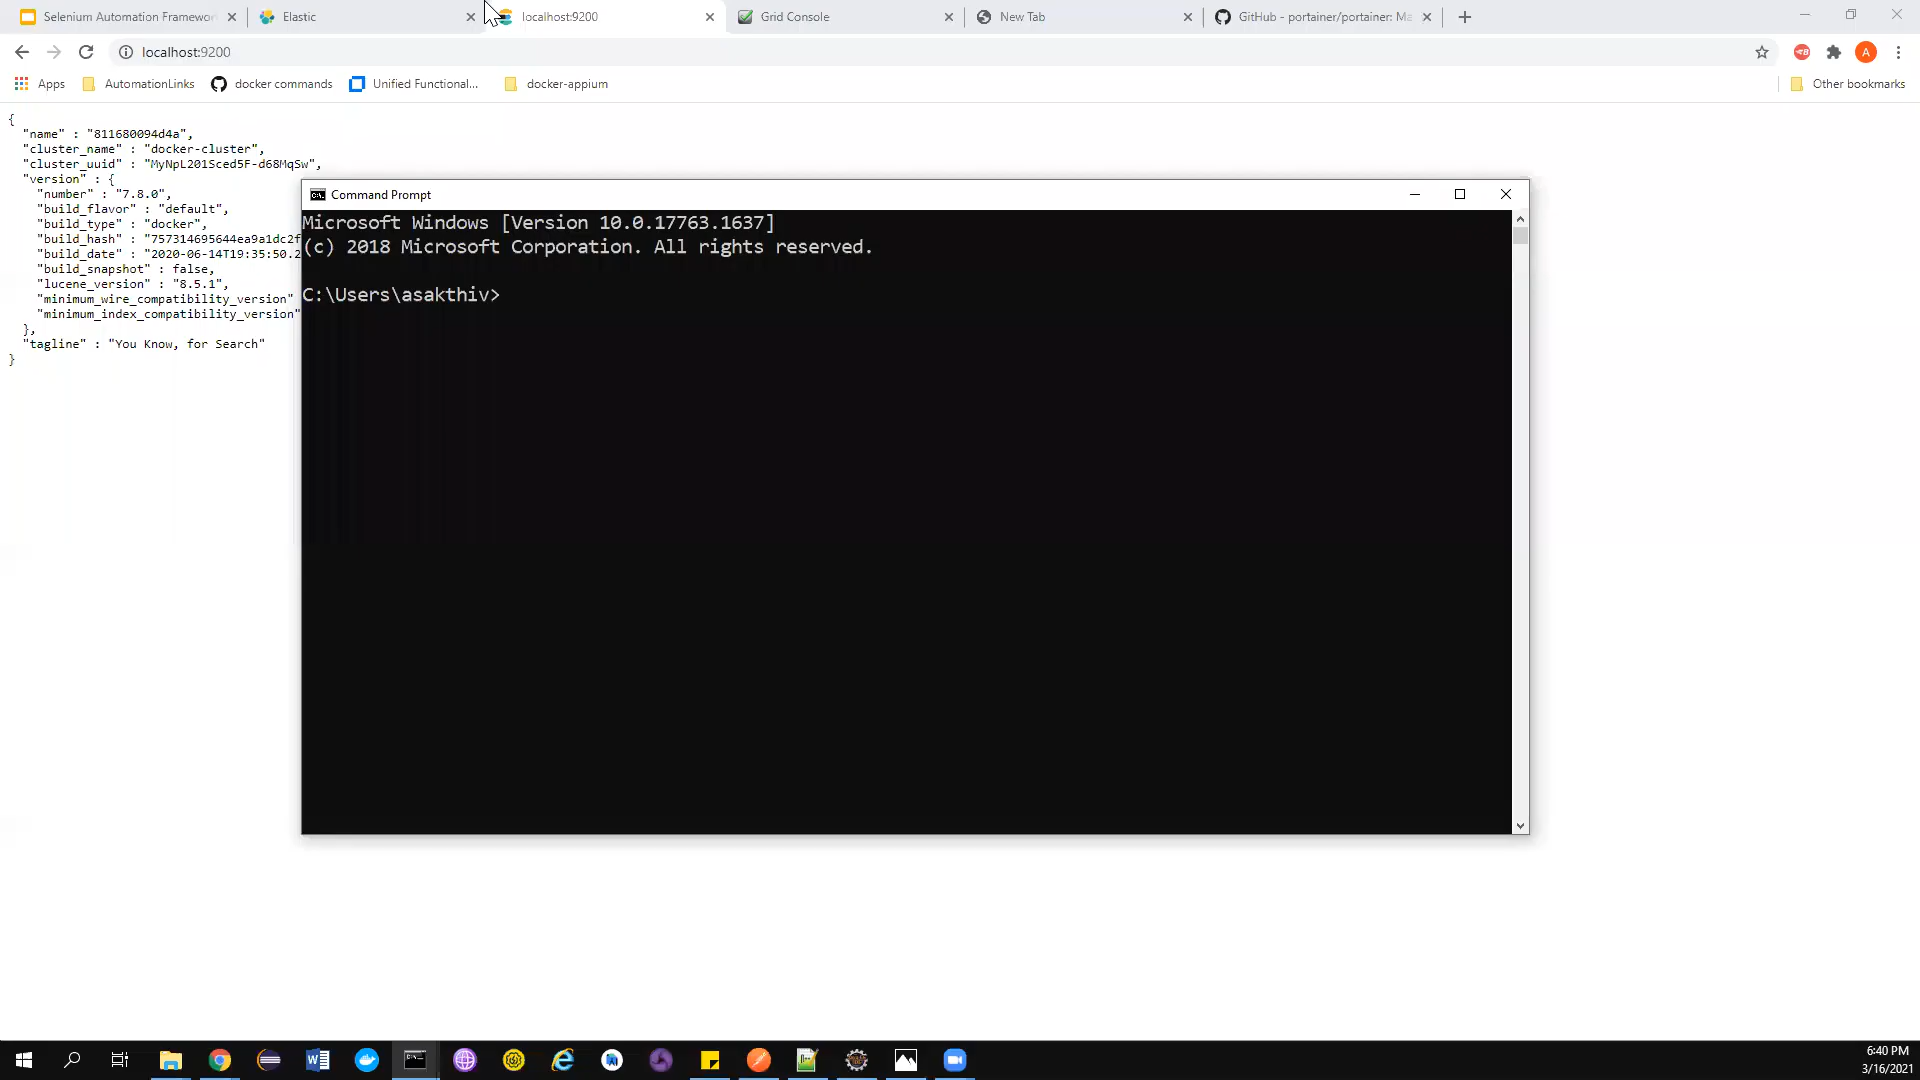 Selenium Automation Framewor
Elastic
localhost:9200
Grid Console
New Tab
GitHub - portainer/portainer: Ma
localhost:9200
A
Apps
AutomationLinks
docker commands
Unified Functional...
docker-appium
Other bookmarks
{
"name" : "811680094d4a",
"cluster_name" : "docker-cluster",
"cluster_uuid" : "MyNpL201Sced5F-d68MqSw",
"version" : {
"number" : "7.8.0",
"build_flavor" : "default",
"build_type" : "docker",
"build_hash" : "757314695644ea9a1dc2f
"build_date" : "2020-06-14T19:35:50.2
"build_snapshot" : false,
"lucene_version" : "8.5.1",
"minimum_wire_compatibility_version"
"minimum_index_compatibility_version"
},
"tagline" : "You Know, for Search"
}
Command Prompt
Microsoft Windows [Version 10.0.17763.1637]
(c) 2018 Microsoft Corporation. All rights reserved.
C:\Users\asakthiv>
6:40 PM
3/16/2021